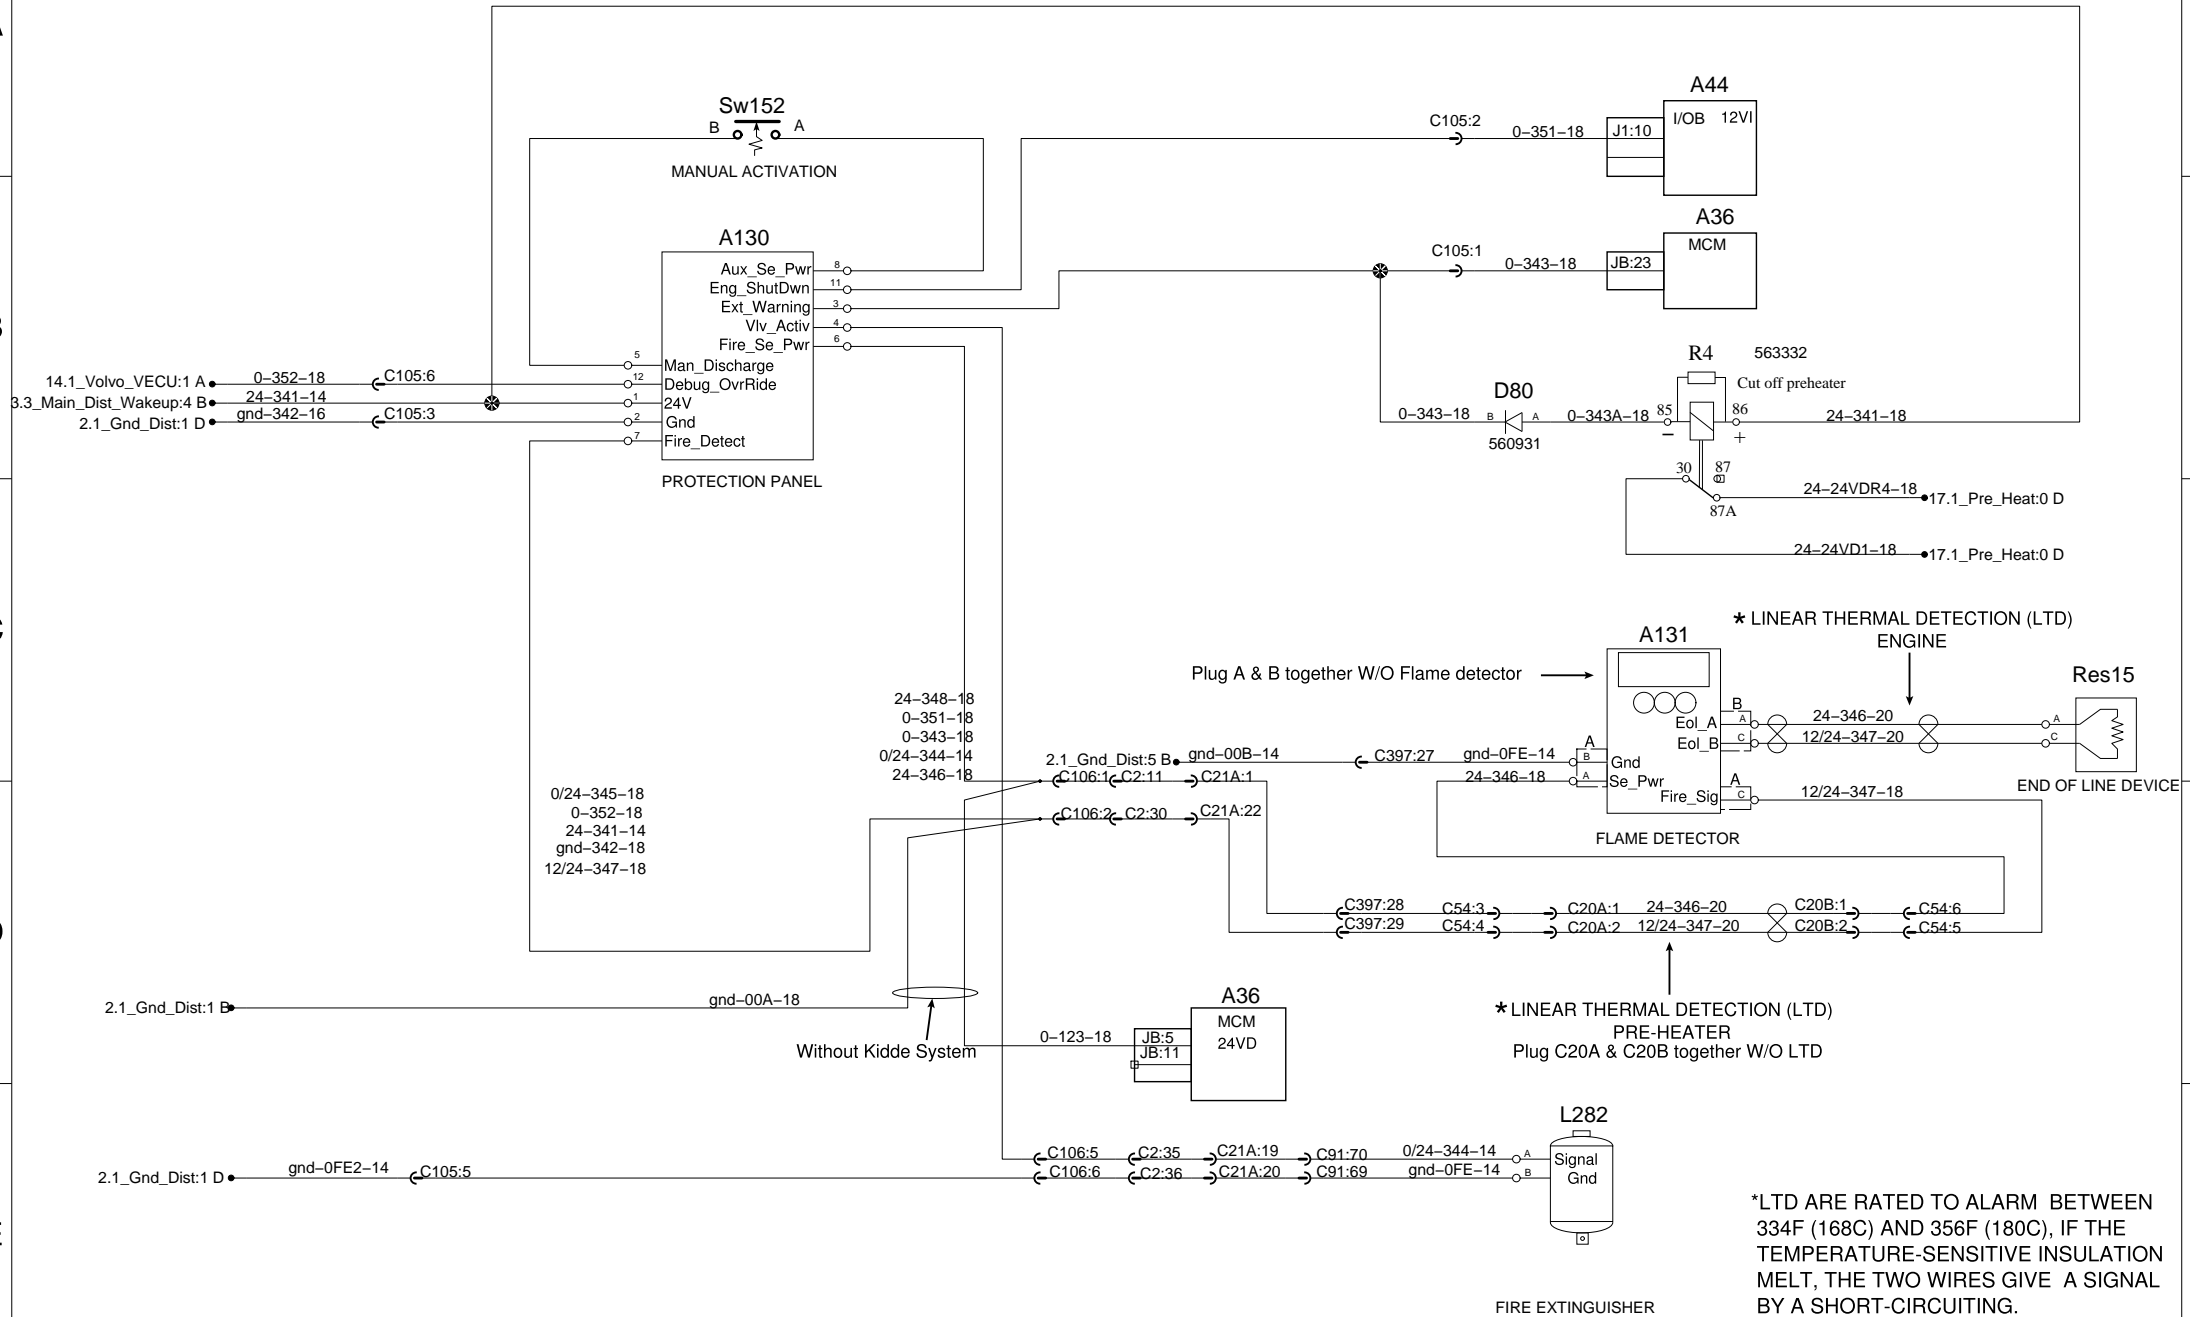 Sw152
B
A
MANUAL ACTIVATION
A130
Aux_Se_Pwr 8
Eng_ShutDwn 11
Ext_Warning 3
Vlv_Activ 4
Fire_Se_Pwr 6
5 Man_Discharge
12 Debug_OvrRide
1 24V
2 Gnd
7 Fire_Detect
PROTECTION PANEL
14.1_Volvo_VECU:1 A 0−352−18 C105:6
3.3_Main_Dist_Wakeup:4 B 24−341−14
2.1_Gnd_Dist:1 D gnd−342−16 C105:3
C105:2 0−351−18 J1:10
A44
I/OB 12VI
A36
MCM
C105:1 0−343−18 JB:23
R4 563332
Cut off preheater
D80
0−343−18 B A 0−343A−18 85 86 24−341−18
− +
560931
30 87
87A
24−24VDR4−18 17.1_Pre_Heat:0 D
24−24VD1−18 17.1_Pre_Heat:0 D
* LINEAR THERMAL DETECTION (LTD)
ENGINE
A131
Plug A & B together W/O Flame detector
Res15
B
Eol_A A 24−346−20 A
Eol_B C 12/24−347−20 C
END OF LINE DEVICE
24−348−18
0−351−18
0−343−18
0/24−344−14
24−346−18
2.1_Gnd_Dist:5 B gnd−00B−14 C397:27 gnd−0FE−14 A B Gnd
C106:1 C2:11 C21A:1
24−346−18 A Se_Pwr
A
Fire_Sig C 12/24−347−18
C106:2 C2:30 C21A:22
FLAME DETECTOR
0/24−345−18
0−352−18
24−341−14
gnd−342−18
12/24−347−18
C397:28 C54:3 C20A:1 24−346−20 C20B:1 C54:6
C397:29 C54:4 C20A:2 12/24−347−20 C20B:2 C54:5
* LINEAR THERMAL DETECTION (LTD)
PRE-HEATER
Plug C20A & C20B together W/O LTD
2.1_Gnd_Dist:1 B gnd−00A−18
Without Kidde System
A36
MCM
24VD
0−123−18 JB:5
JB:11
L282
C106:5 C2:35 C21A:19 C91:70 0/24−344−14 A Signal
2.1_Gnd_Dist:1 D gnd−0FE2−14 C105:5 C106:6 C2:36 C21A:20 C91:69 gnd−0FE−14 B Gnd
FIRE EXTINGUISHER
*LTD ARE RATED TO ALARM BETWEEN
334F (168C) AND 356F (180C), IF THE
TEMPERATURE-SENSITIVE INSULATION
MELT, THE TWO WIRES GIVE A SIGNAL
BY A SHORT-CIRCUITING.